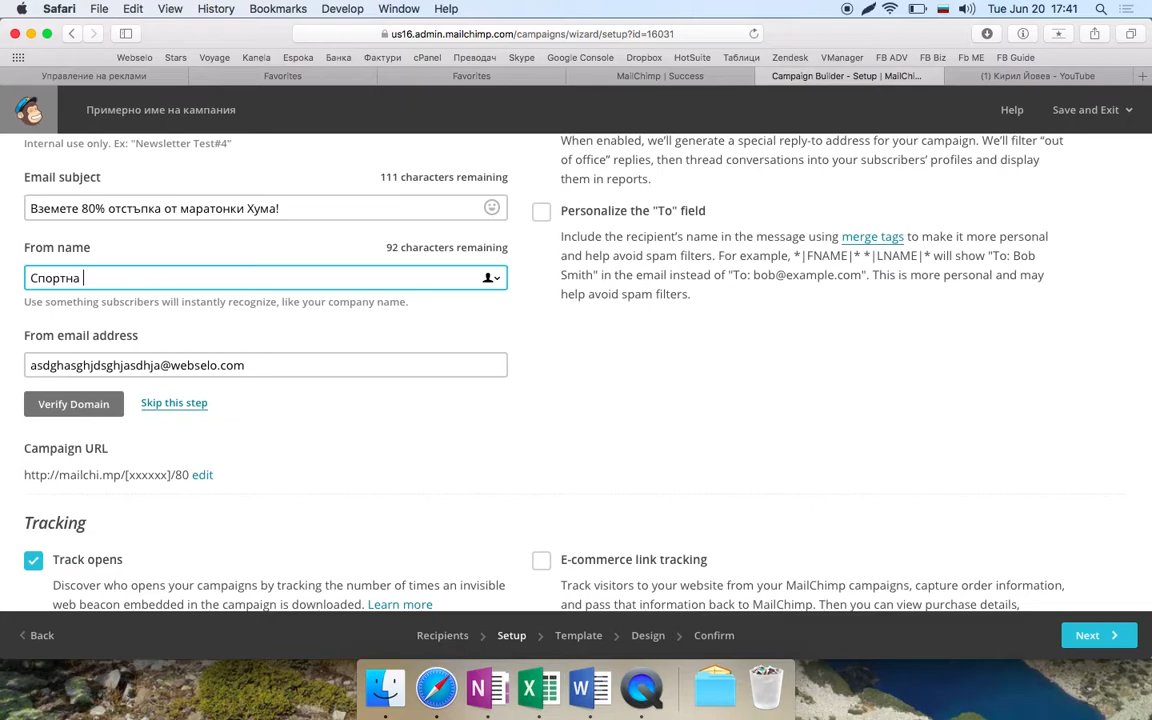 Safari File Edit View History Bookmarks Develop Window Help Tue Jun 20 17:41
us16.admin.mailchimp.com/campaigns/wizard/setup?id=16031
Webselo Stars Voyage Kanela Espoka Банка Фактури cPanel Преводач Skype Google Console Dropbox HotSuite Таблици Zendesk VManager FB ADV FB Biz Fb ME FB Guide
Управление на реклами Favorites Favorites MailChimp | Success Campaign Builder - Setup | MailChi... (1) Кирил Йовев - YouTube
Примерно име на кампания Help Save and Exit
Internal use only. Ex: "Newsletter Test#4"
Email subject 111 characters remaining
Вземете 80% отстъпка от маратонки Хума!
From name 92 characters remaining
Спортна
Use something subscribers will instantly recognize, like your company name.
From email address
asdghasghjdsghjasdhja@webselo.com
Verify Domain Skip this step
Campaign URL
http://mailchi.mp/[xxxxxx]/80 edit
When enabled, we'll generate a special reply-to address for your campaign. We'll filter "out
of office" replies, then thread conversations into your subscribers' profiles and display
them in reports.
Personalize the "To" field
Include the recipient's name in the message using merge tags to make it more personal
and help avoid spam filters. For example, *|FNAME|* *|LNAME|* will show "To: Bob
Smith" in the email instead of "To: bob@example.com". This is more personal and may
help avoid spam filters.
Tracking
Track opens
Discover who opens your campaigns by tracking the number of times an invisible
web beacon embedded in the campaign is downloaded. Learn more
E-commerce link tracking
Track visitors to your website from your MailChimp campaigns, capture order information,
and pass that information back to MailChimp. Then you can view purchase details,
Back Recipients Setup Template Design Confirm Next
N X W